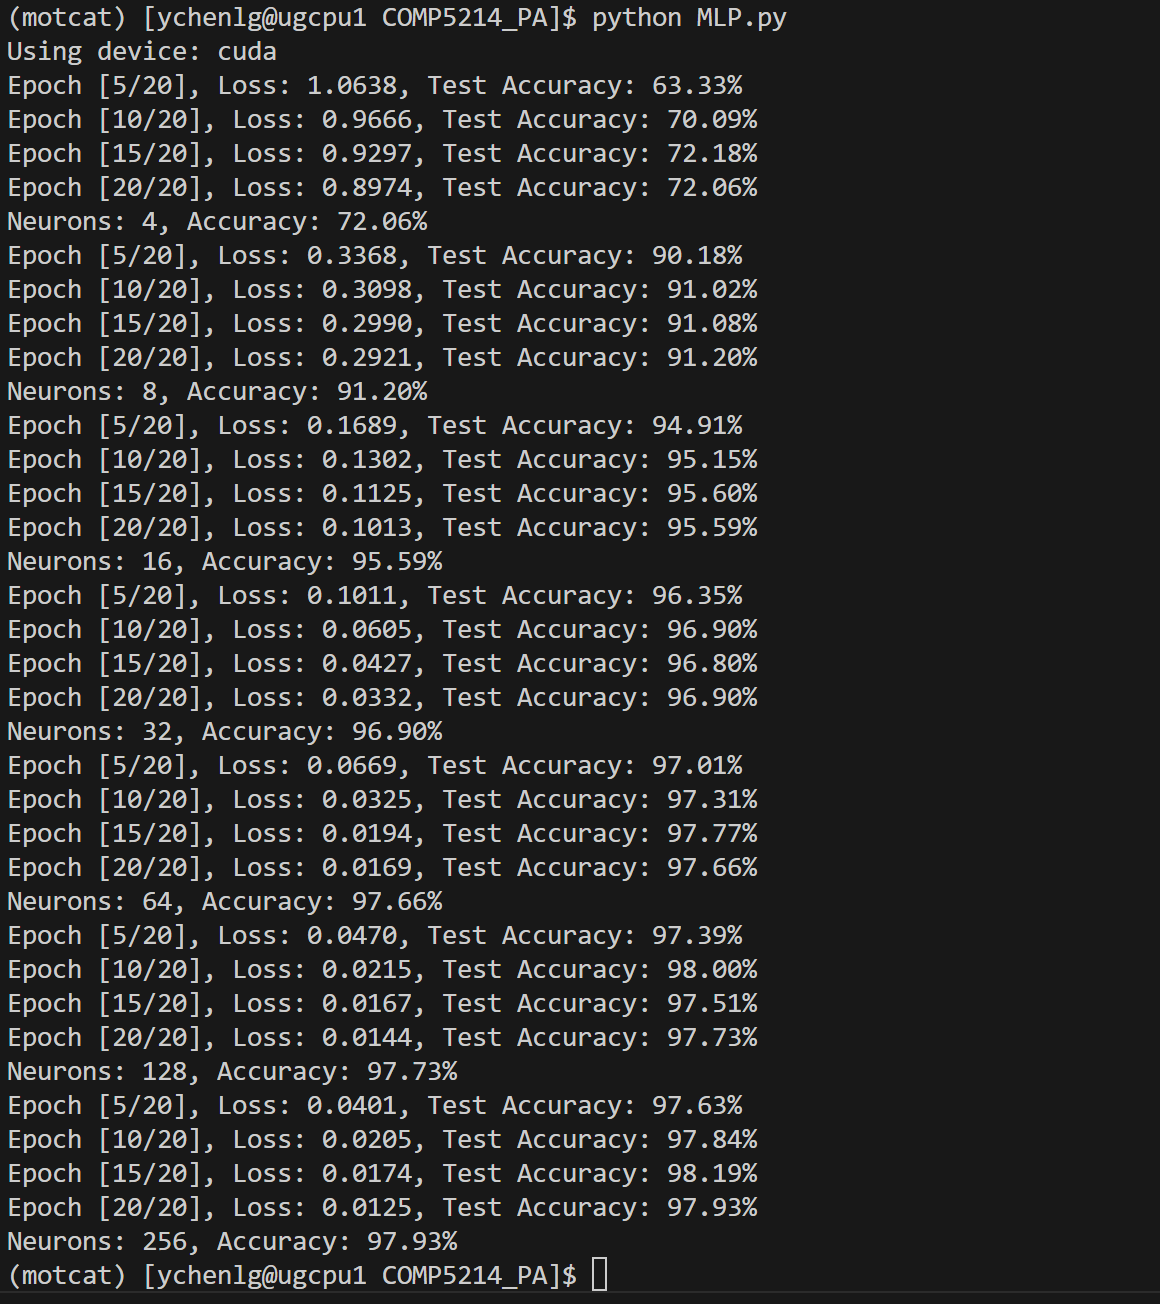 (motcat) [ychenlg@ugcpu1 COMP5214_PA]$ python MLP.py
Using device: cuda
Epoch [5/20], Loss: 1.0638, Test Accuracy: 63.33%
Epoch [10/20], Loss: 0.9666, Test Accuracy: 70.09%
Epoch [15/20], Loss: 0.9297, Test Accuracy: 72.18%
Epoch [20/20], Loss: 0.8974, Test Accuracy: 72.06%
Neurons: 4, Accuracy: 72.06%
Epoch [5/20], Loss: 0.3368, Test Accuracy: 90.18%
Epoch [10/20], Loss: 0.3098, Test Accuracy: 91.02%
Epoch [15/20], Loss: 0.2990, Test Accuracy: 91.08%
Epoch [20/20], Loss: 0.2921, Test Accuracy: 91.20%
Neurons: 8, Accuracy: 91.20%
Epoch [5/20], Loss: 0.1689, Test Accuracy: 94.91%
Epoch [10/20], Loss: 0.1302, Test Accuracy: 95.15%
Epoch [15/20], Loss: 0.1125, Test Accuracy: 95.60%
Epoch [20/20], Loss: 0.1013, Test Accuracy: 95.59%
Neurons: 16, Accuracy: 95.59%
Epoch [5/20], Loss: 0.1011, Test Accuracy: 96.35%
Epoch [10/20], Loss: 0.0605, Test Accuracy: 96.90%
Epoch [15/20], Loss: 0.0427, Test Accuracy: 96.80%
Epoch [20/20], Loss: 0.0332, Test Accuracy: 96.90%
Neurons: 32, Accuracy: 96.90%
Epoch [5/20], Loss: 0.0669, Test Accuracy: 97.01%
Epoch [10/20], Loss: 0.0325, Test Accuracy: 97.31%
Epoch [15/20], Loss: 0.0194, Test Accuracy: 97.77%
Epoch [20/20], Loss: 0.0169, Test Accuracy: 97.66%
Neurons: 64, Accuracy: 97.66%
Epoch [5/20], Loss: 0.0470, Test Accuracy: 97.39%
Epoch [10/20], Loss: 0.0215, Test Accuracy: 98.00%
Epoch [15/20], Loss: 0.0167, Test Accuracy: 97.51%
Epoch [20/20], Loss: 0.0144, Test Accuracy: 97.73%
Neurons: 128, Accuracy: 97.73%
Epoch [5/20], Loss: 0.0401, Test Accuracy: 97.63%
Epoch [10/20], Loss: 0.0205, Test Accuracy: 97.84%
Epoch [15/20], Loss: 0.0174, Test Accuracy: 98.19%
Epoch [20/20], Loss: 0.0125, Test Accuracy: 97.93%
Neurons: 256, Accuracy: 97.93%
(motcat) [ychenlg@ugcpu1 COMP5214_PA]$